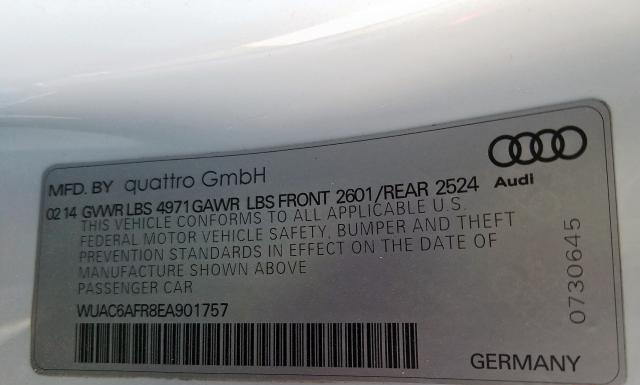 MFD. BY quattro GmbH
Audi
02 14 GVWR LBS 4971 GAWR LBS FRONT 2601/REAR 2524
THIS VEHICLE CONFORMS TO ALL APPLICABLE U.S.
FEDERAL MOTOR VEHICLE SAFETY, BUMPER AND THEFT
PREVENTION STANDARDS IN EFFECT ON THE DATE OF
MANUFACTURE SHOWN ABOVE
PASSENGER CAR
WUAC6AFR8EA901757
0730645
GERMANY